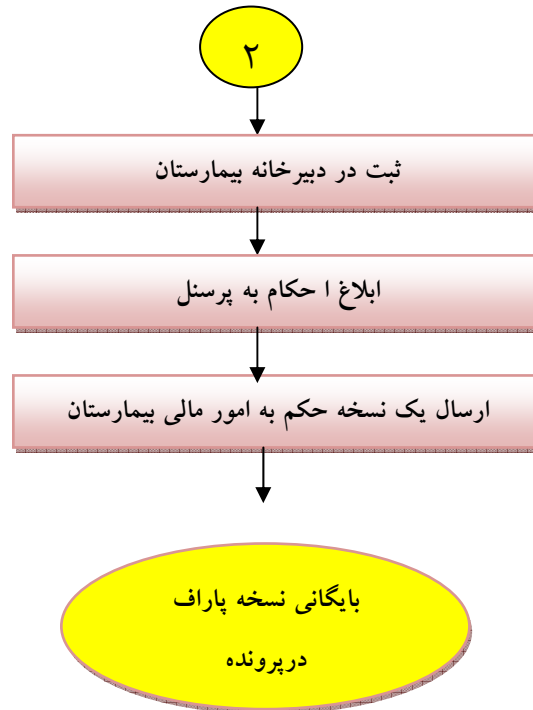 ۲
ثبت در دبیرخانه بیمارستان
ابلاغ ا حکام به پرسنل
ارسال یک نسخه حکم به امور مالی بیمارستان
بایگانی نسخه پاراف
درپرونده